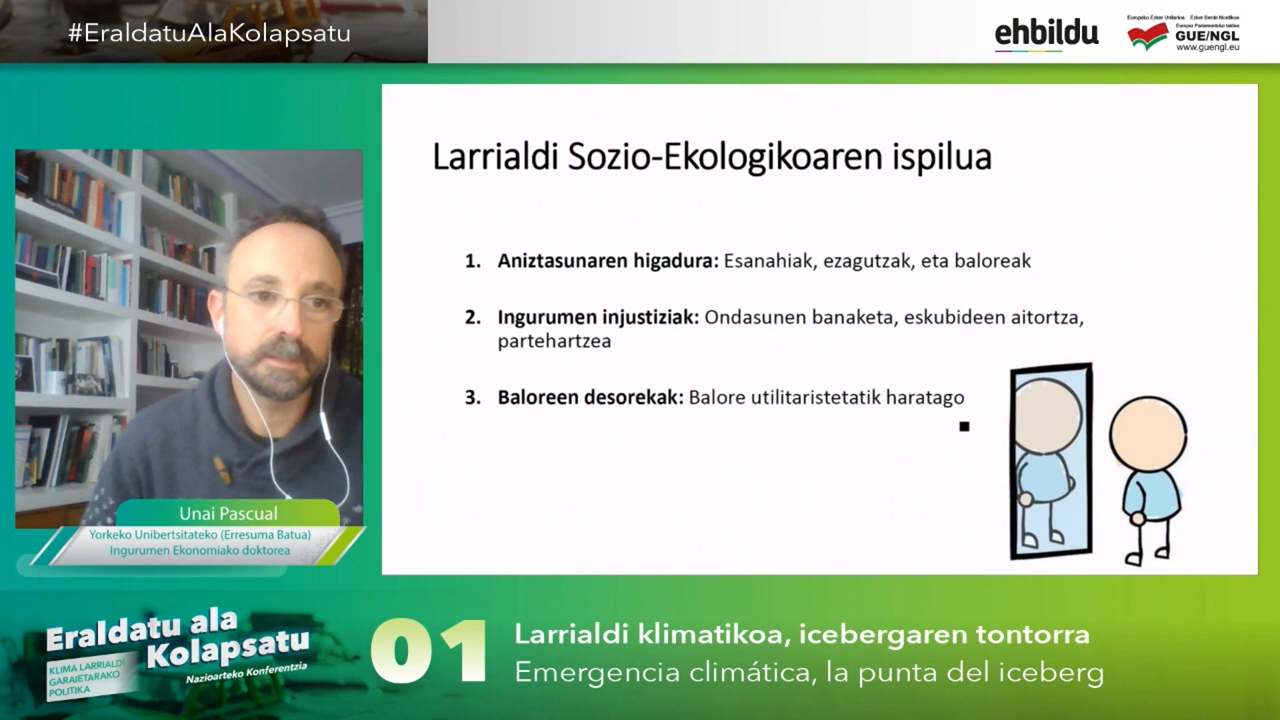 #EraldatuAlaKolapsatu
ehbildu
Europako Ezker Unitarioa Ezker Berde Nordikoa
Europar Parlamentuko taldea
GUE/NGL
www.guengl.eu
Larrialdi Sozio-Ekologikoaren ispilua
1. Aniztasunaren higadura: Esanahiak, ezagutzak, eta baloreak
2. Ingurumen injustiziak: Ondasunen banaketa, eskubideen aitortza,
partehartzea
3. Baloreen desorekak: Balore utilitaristetatik haratago
Unai Pascual
Yorkeko Unibertsitateko (Erresuma Batua)
Ingurumen Ekonomiako doktorea
Eraldatu ala
Kolapsatu
KLIMA LARRIALDI
GARAIETARAKO
POLITIKA
Nazioarteko Konferentzia
01
Larrialdi klimatikoa, icebergaren tontorra
Emergencia climática, la punta del iceberg